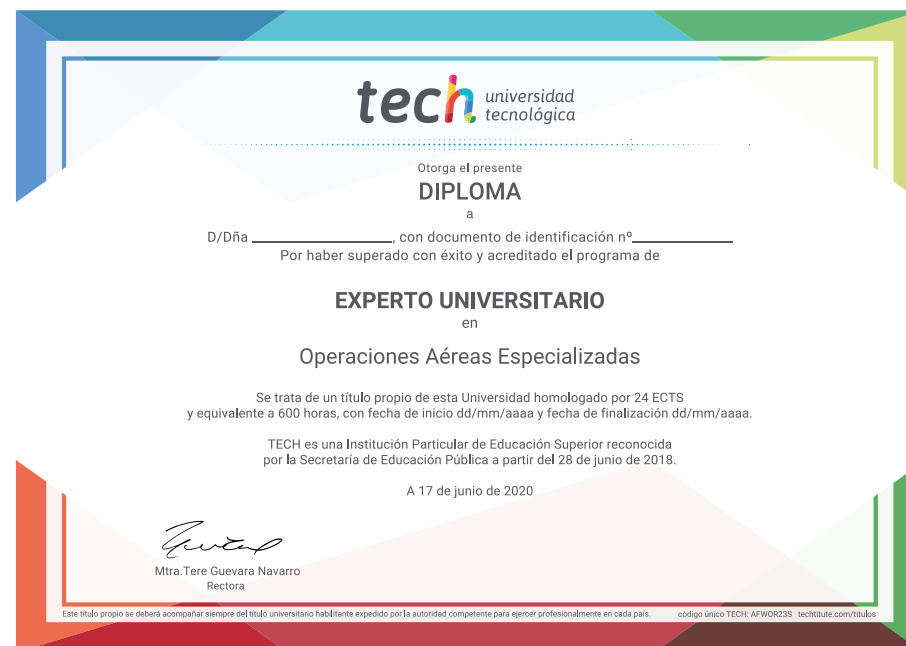 tech universidad
tecnológica
Otorga el presente
DIPLOMA
a
D/Dña ____________________, con documento de identificación nº______________
Por haber superado con éxito y acreditado el programa de
EXPERTO UNIVERSITARIO
en
Operaciones Aéreas Especializadas
Se trata de un título propio de esta Universidad homologado por 24 ECTS
y equivalente a 600 horas, con fecha de inicio dd/mm/aaaa y fecha de finalización dd/mm/aaaa.
TECH es una Institución Particular de Educación Superior reconocida
por la Secretaría de Educación Pública a partir del 28 de junio de 2018.
A 17 de junio de 2020
Mtra.Tere Guevara Navarro
Rectora
Este título propio se deberá acompañar siempre del título universitario habilitante expedido por la autoridad competente para ejercer profesionalmente en cada país. código único TECH: AFWOR23S techtitute.com/titulos